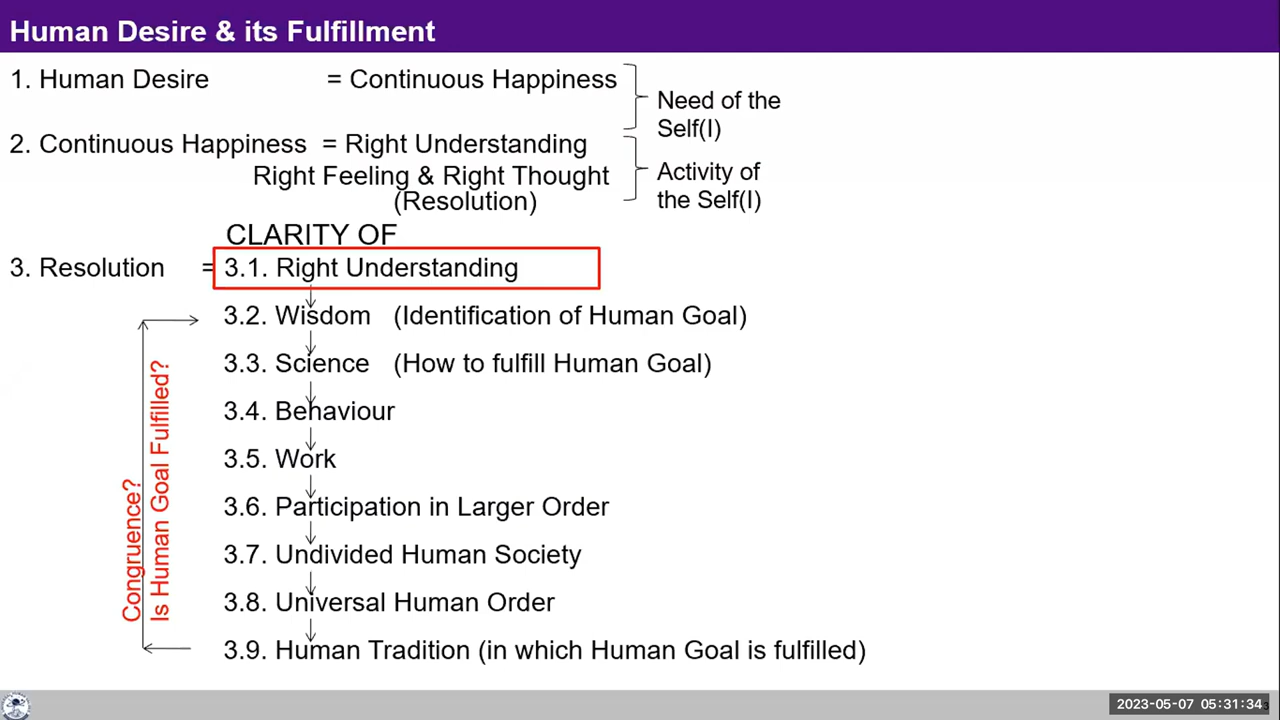 Human Desire & its Fulfillment
1. Human Desire = Continuous Happiness
Need of the
Self(I)
2. Continuous Happiness = Right Understanding
Right Feeling & Right Thought
(Resolution)
Activity of
the Self(I)
CLARITY OF
3. Resolution = 3.1. Right Understanding
3.2. Wisdom (Identification of Human Goal)
3.3. Science (How to fulfill Human Goal)
3.4. Behaviour
3.5. Work
3.6. Participation in Larger Order
3.7. Undivided Human Society
3.8. Universal Human Order
3.9. Human Tradition (in which Human Goal is fulfilled)
Congruence?
Is Human Goal Fulfilled?
2023-05-07 05:31:34